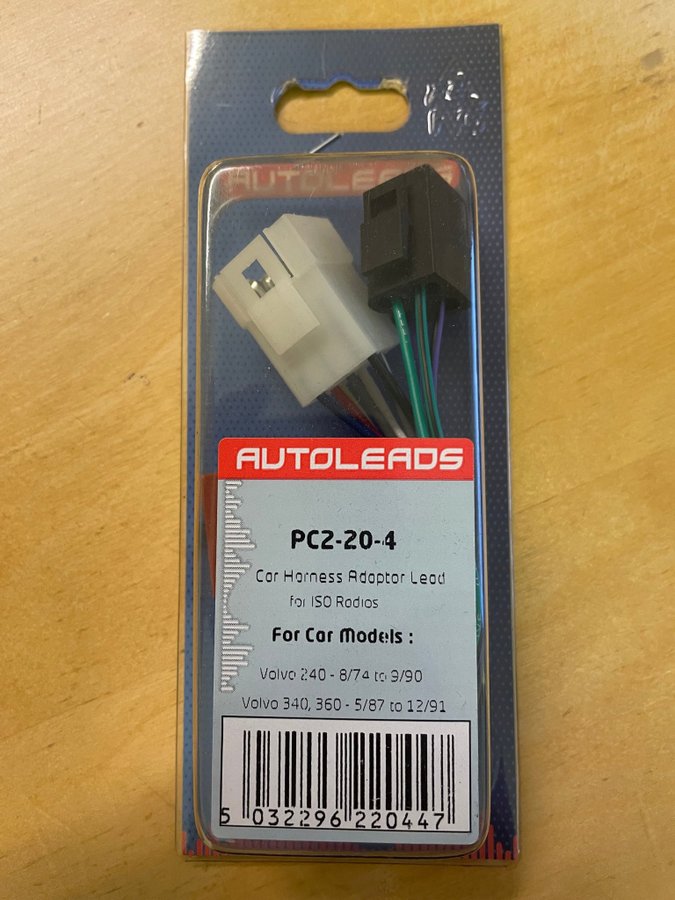 AUTOLEADS
AUTOLEADS
PC2-20-4
Car Harness Adaptor Lead
for ISO Radios
For Car Models :
Volvo 240 - 8/74 to 9/90
Volvo 340, 360 - 5/87 to 12/91
5 032296 220447